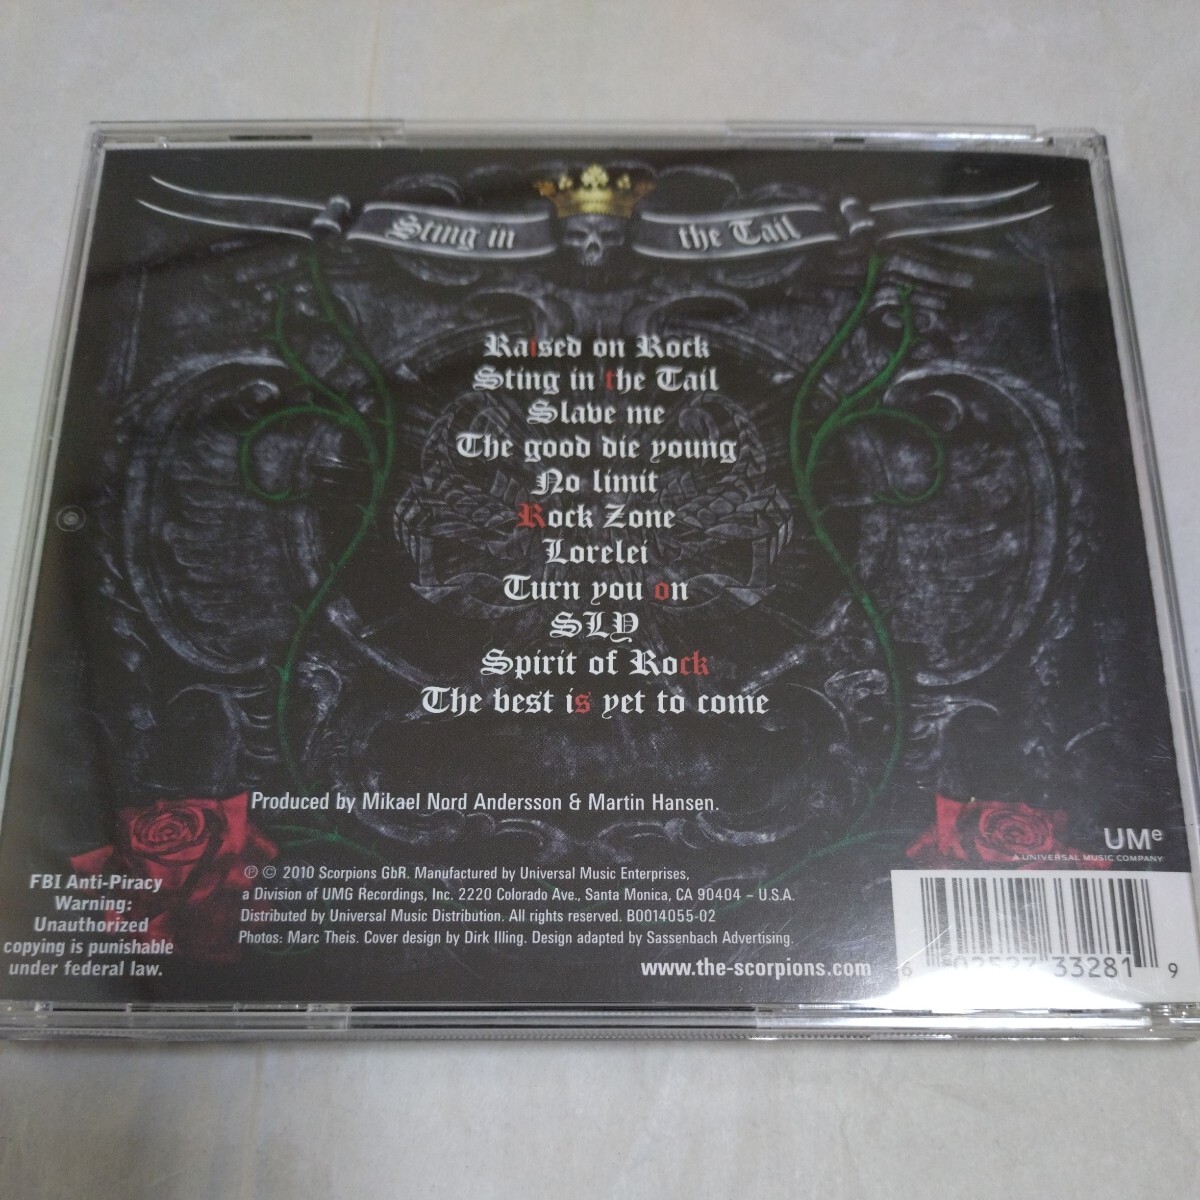 Sting in the Tail
Raised on Rock
Sting in the Tail
Slave me
The good die young
No limit
Rock Zone
Lorelei
Turn you on
SLY
Spirit of Rock
The best is yet to come
Produced by Mikael Nord Andersson & Martin Hansen.
UMe
A UNIVERSAL MUSIC COMPANY
FBI Anti-Piracy
Warning:
Unauthorized
copying is punishable
under federal law.
℗ © 2010 Scorpions GbR. Manufactured by Universal Music Enterprises,
a Division of UMG Recordings, Inc. 2220 Colorado Ave., Santa Monica, CA 90404 – U.S.A.
Distributed by Universal Music Distribution. All rights reserved. B0014055-02
Photos: Marc Theis. Cover design by Dirk Illing. Design adapted by Sassenbach Advertising.
www.the-scorpions.com
6 02527 33281 9